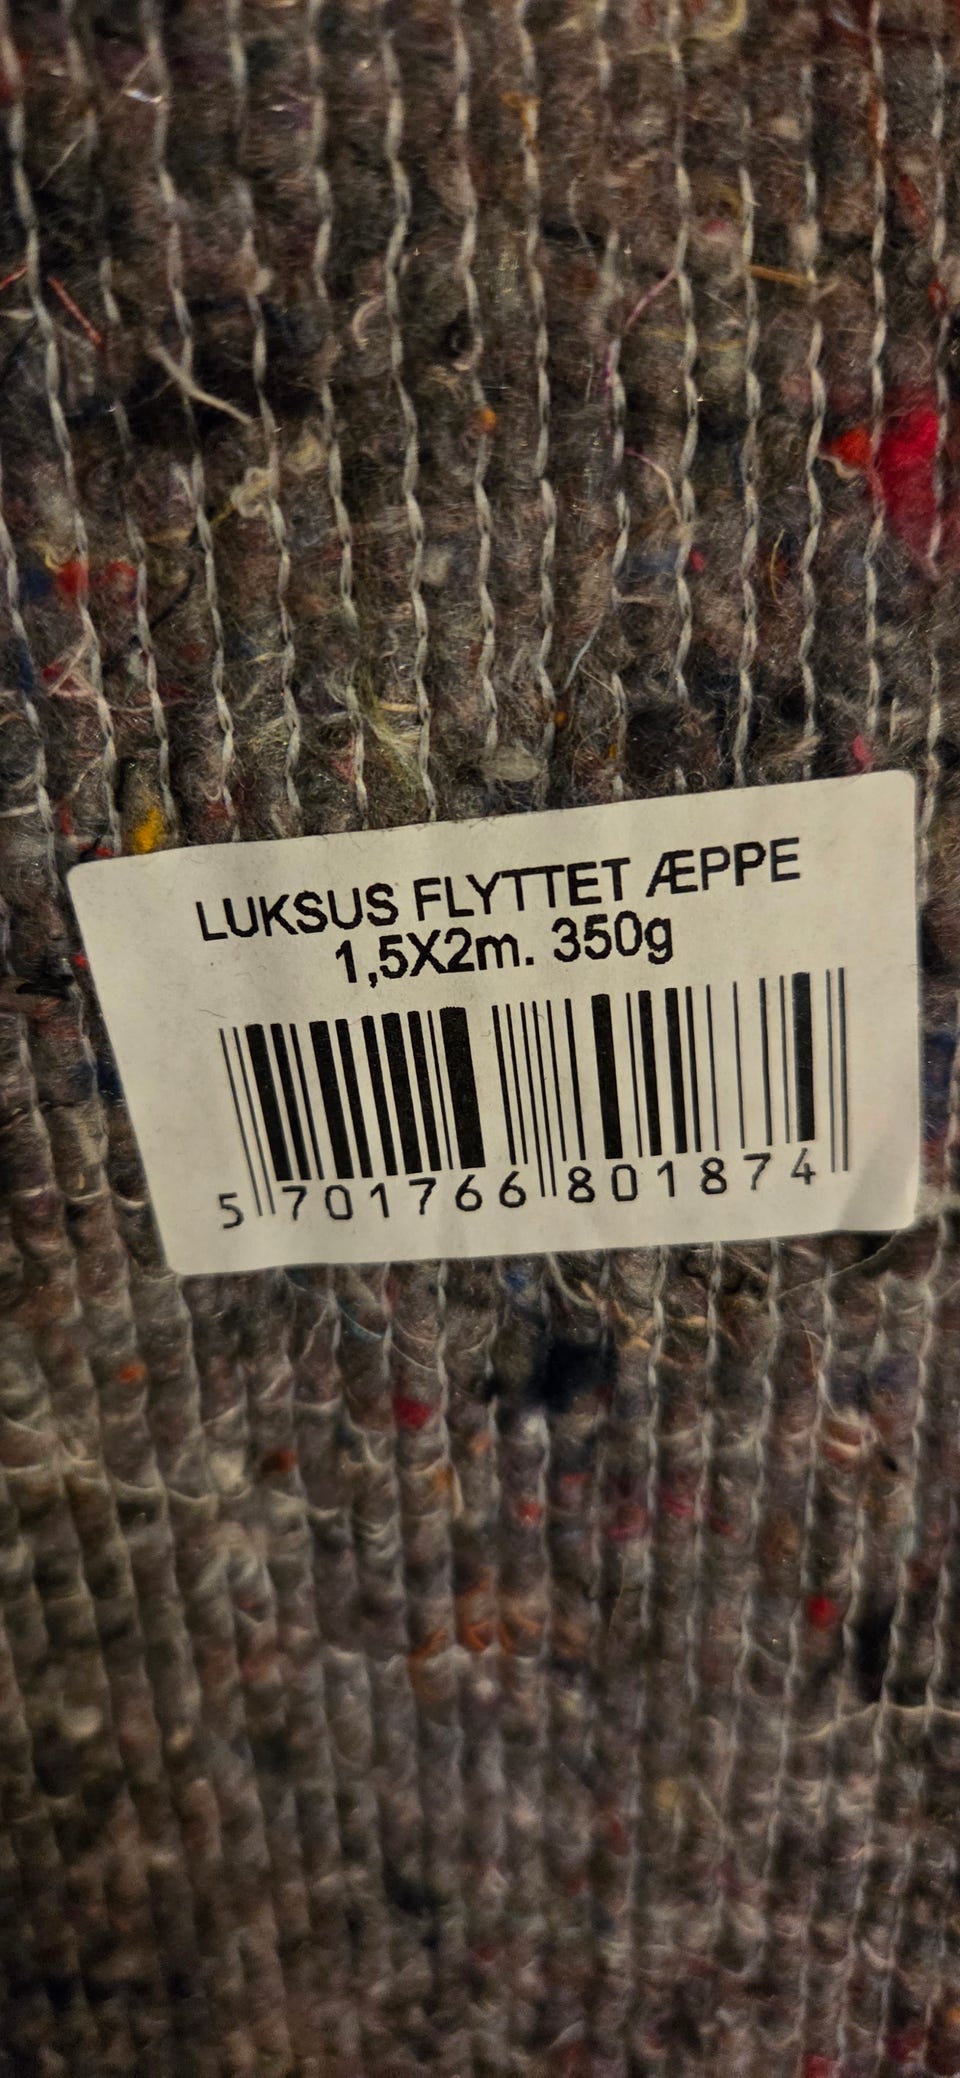 LUKSUS FLYTTET ÆPPE
1,5X2m. 350g
5 701766 801874